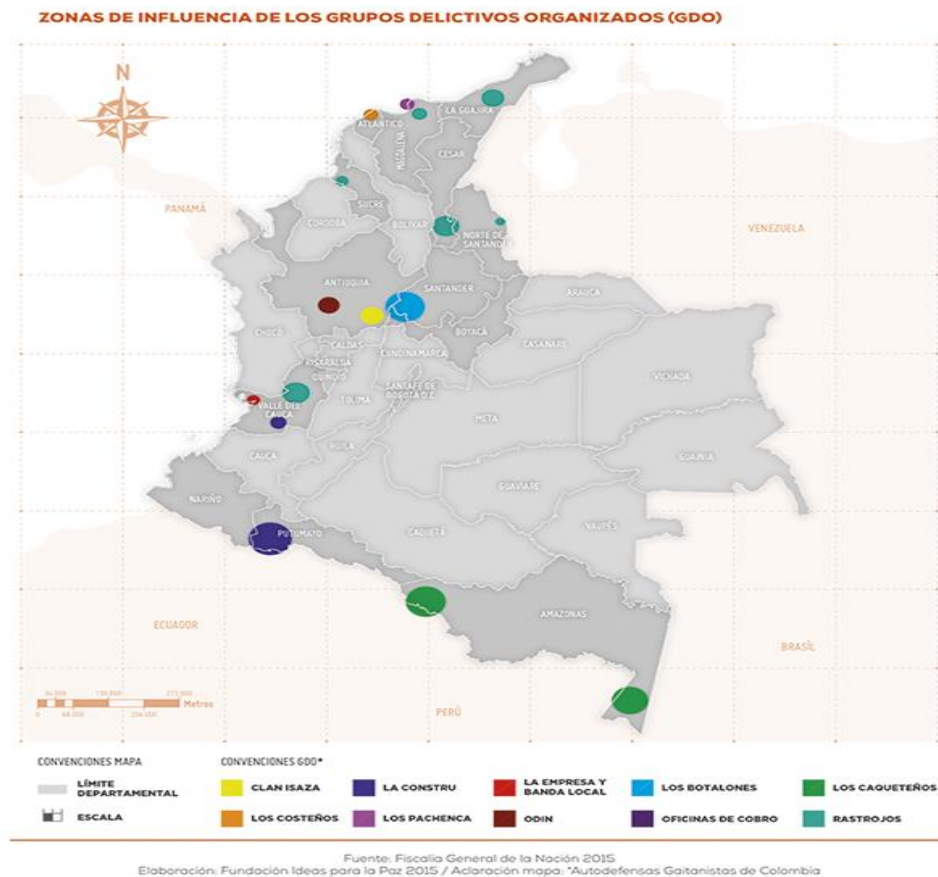 ZONAS DE INFLUENCIA DE LOS GRUPOS DELICTIVOS ORGANIZADOS (GDO)
N
LA GUAJIRA
ATLÁNTICO
MAGDALENA
CESAR
PANAMÁ
SUCRE
CÓRDOBA
BOLÍVAR
NORTE DE
SANTANDER
VENEZUELA
ANTIOQUIA
SANTANDER
ARAUCA
CHOCÓ
BOYACÁ
CALDAS
CASANARE
CUNDINAMARCA
RISARALDA
QUINDÍO
SANTAFE DE
BOGOTÁ D.C
VICHADA
VALLE DEL
CAUCA
TOLIMA
META
HUILA
CAUCA
GUAINÍA
GUAVIARE
NARIÑO
VAUPÉS
PUTUMAYO
CAQUETÁ
AMAZONAS
ECUADOR
BRASÍL
PERÚ
Metros
0
CONVENCIONES MAPA
CONVENCIONES GDO*
LÍMITE
DEPARTAMENTAL
CLAN ISAZA
LA CONSTRU
LA EMPRESA Y
BANDA LOCAL
LOS BOTALONES
LOS CAQUETEÑOS
ESCALA
LOS COSTEÑOS
LOS PACHENCA
ODIN
OFICINAS DE COBRO
RASTROJOS
Fuente: Fiscalía General de la Nación 2015
Elaboración: Fundación Ideas para la Paz 2015 / Aclaración mapa: *Autodefensas Gaitanistas de Colombia